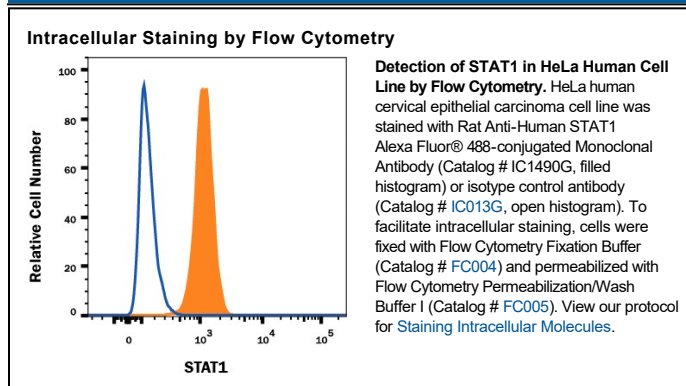 Intracellular Staining by Flow Cytometry
Relative Cell Number
100
80
60
40
20
0
0
10³
10⁴
10⁵
STAT1
Detection of STAT1 in HeLa Human Cell
Line by Flow Cytometry. HeLa human
cervical epithelial carcinoma cell line was
stained with Rat Anti-Human STAT1
Alexa Fluor® 488-conjugated Monoclonal
Antibody (Catalog # IC1490G, filled
histogram) or isotype control antibody
(Catalog # IC013G, open histogram). To
facilitate intracellular staining, cells were
fixed with Flow Cytometry Fixation Buffer
(Catalog # FC004) and permeabilized with
Flow Cytometry Permeabilization/Wash
Buffer I (Catalog # FC005). View our protocol
for Staining Intracellular Molecules.